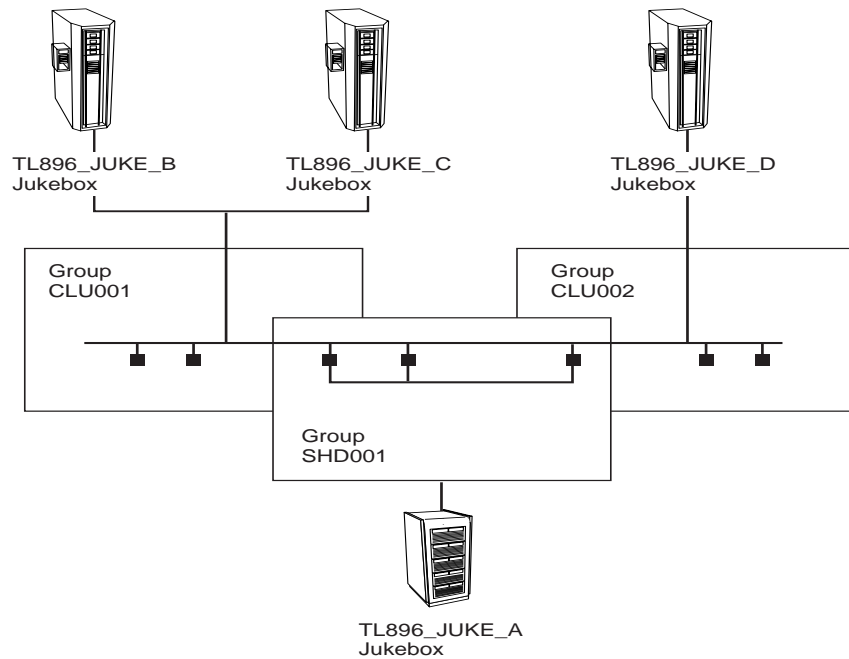 TL896_JUKE_B
Jukebox
TL896_JUKE_C
Jukebox
TL896_JUKE_D
Jukebox
Group
CLU001
Group
CLU002
Group
SHD001
TL896_JUKE_A
Jukebox